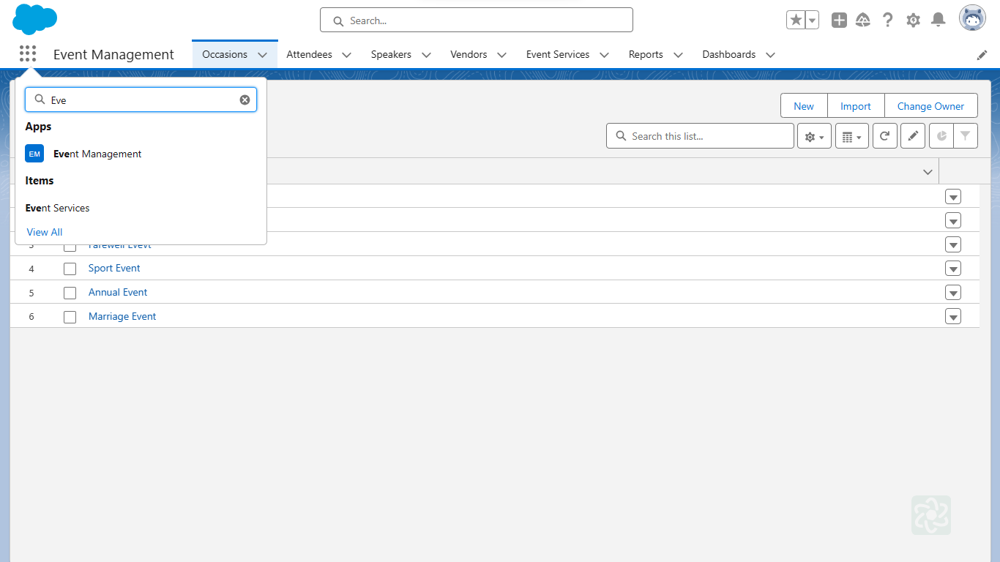 Search...
Event Management
Occasions
Attendees
Speakers
Vendors
Event Services
Reports
Dashboards
Eve
Apps
EM Event Management
Items
Event Services
View All
New
Import
Change Owner
Search this list...
3 Farewell Evevt
4 Sport Event
5 Annual Event
6 Marriage Event